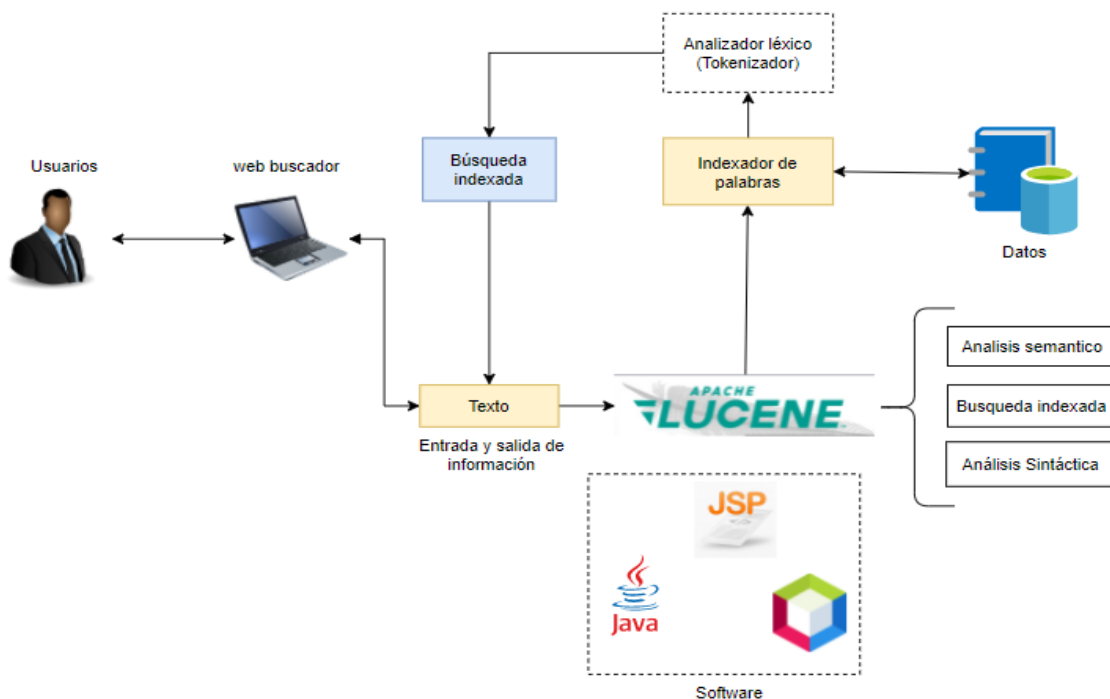 Analizador léxico
(Tokenizador)
Usuarios
web buscador
Búsqueda
indexada
Indexador de
palabras
Datos
Analisis semantico
Texto
APACHE
LUCENE
Busqueda indexada
Entrada y salida de
información
Análisis Sintáctica
JSP
Java
Software